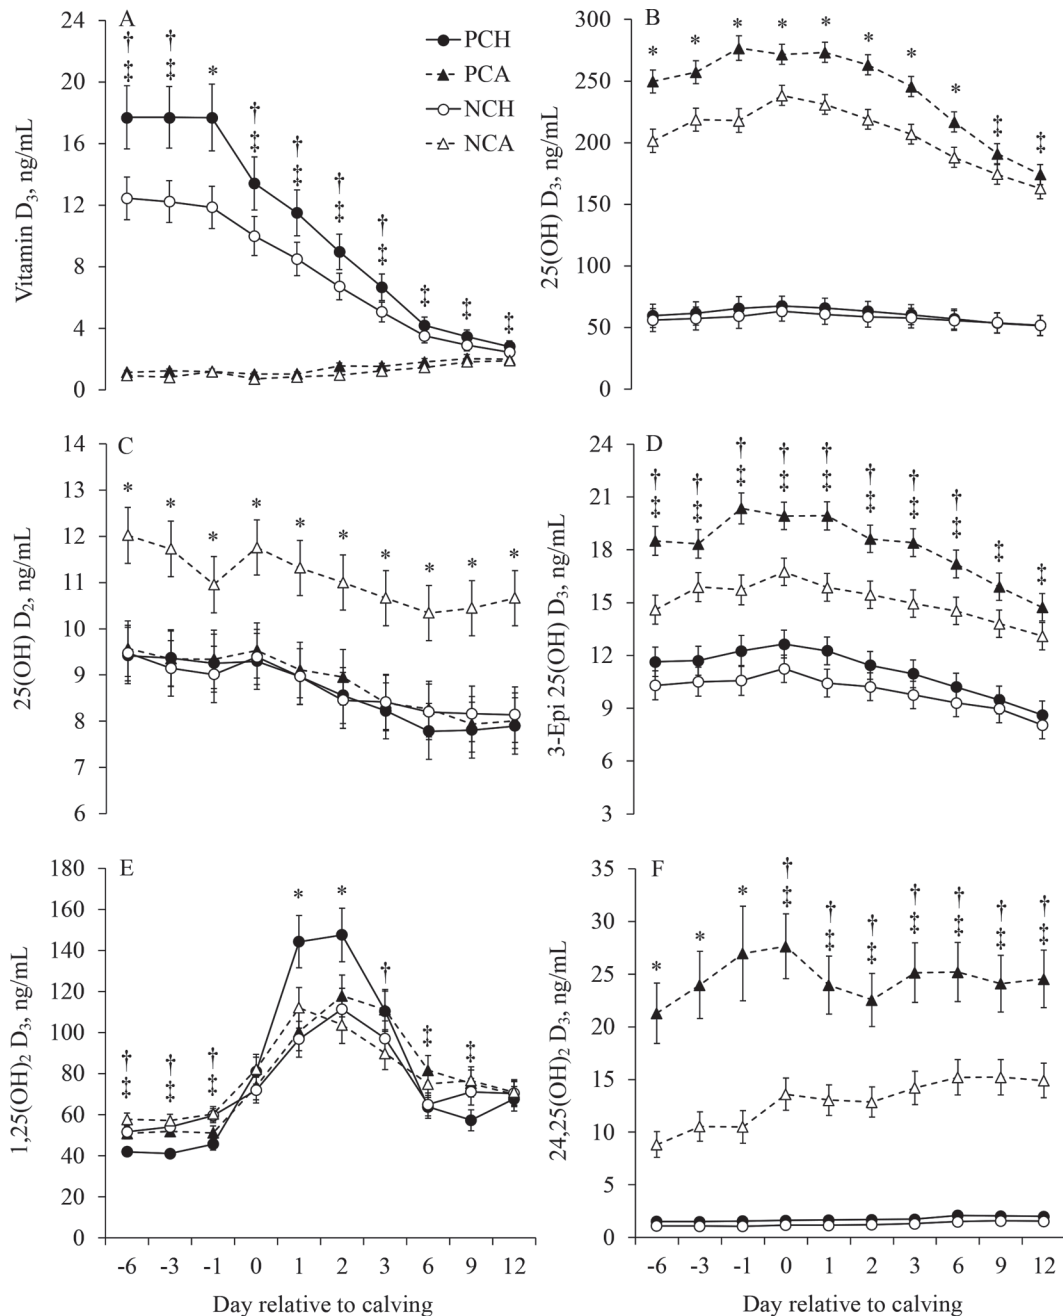 A
Vitamin D3, ng/mL
24
20
16
12
8
4
0
† ‡ † ‡ * † ‡ † ‡ † ‡ † ‡ ‡ ‡ ‡
PCH
PCA
NCH
NCA
B
25(OH) D3, ng/mL
300
250
200
150
100
50
0
* * * * * * * * ‡ ‡
C
25(OH) D2, ng/mL
14
13
12
11
10
9
8
7
6
* * * * * * * * * *
D
3-Epi 25(OH) D3, ng/mL
24
21
18
15
12
9
6
3
† ‡ † ‡ † ‡ † ‡ † ‡ † ‡ † ‡ † ‡ ‡ ‡
E
1,25(OH)2 D3, ng/mL
180
160
140
120
100
80
60
40
20
0
† ‡ † ‡ † ‡ * * † ‡ ‡
-6 -3 -1 0 1 2 3 6 9 12
Day relative to calving
F
24,25(OH)2 D3, ng/mL
35
30
25
20
15
10
5
0
* * * † ‡ † ‡ † ‡ † ‡ † ‡ † ‡ † ‡
-6 -3 -1 0 1 2 3 6 9 12
Day relative to calving